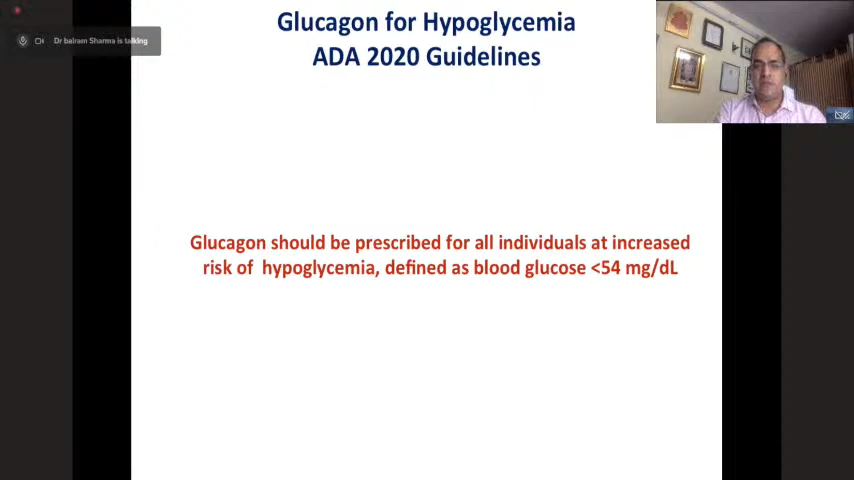 Glucagon for Hypoglycemia
ADA 2020 Guidelines
Dr balram Sharma is talking
Glucagon should be prescribed for all individuals at increased
risk of hypoglycemia, defined as blood glucose <54 mg/dL